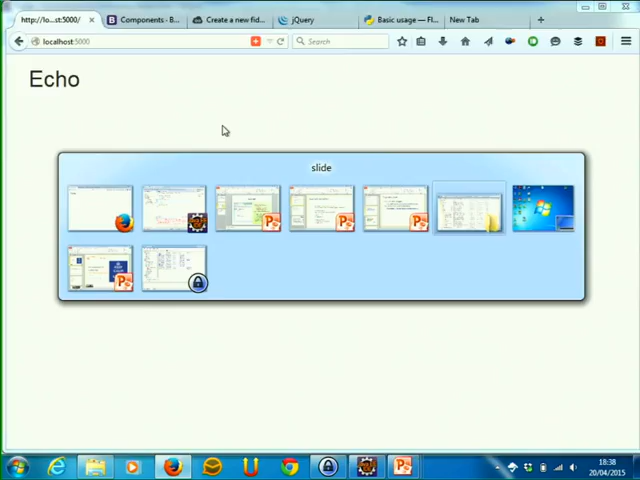 http://lo...st:5000/
Components - B...
Create a new fid...
jQuery
Basic usage — Fl...
New Tab
localhost:5000
Search
Echo
slide
18:38
20/04/2015